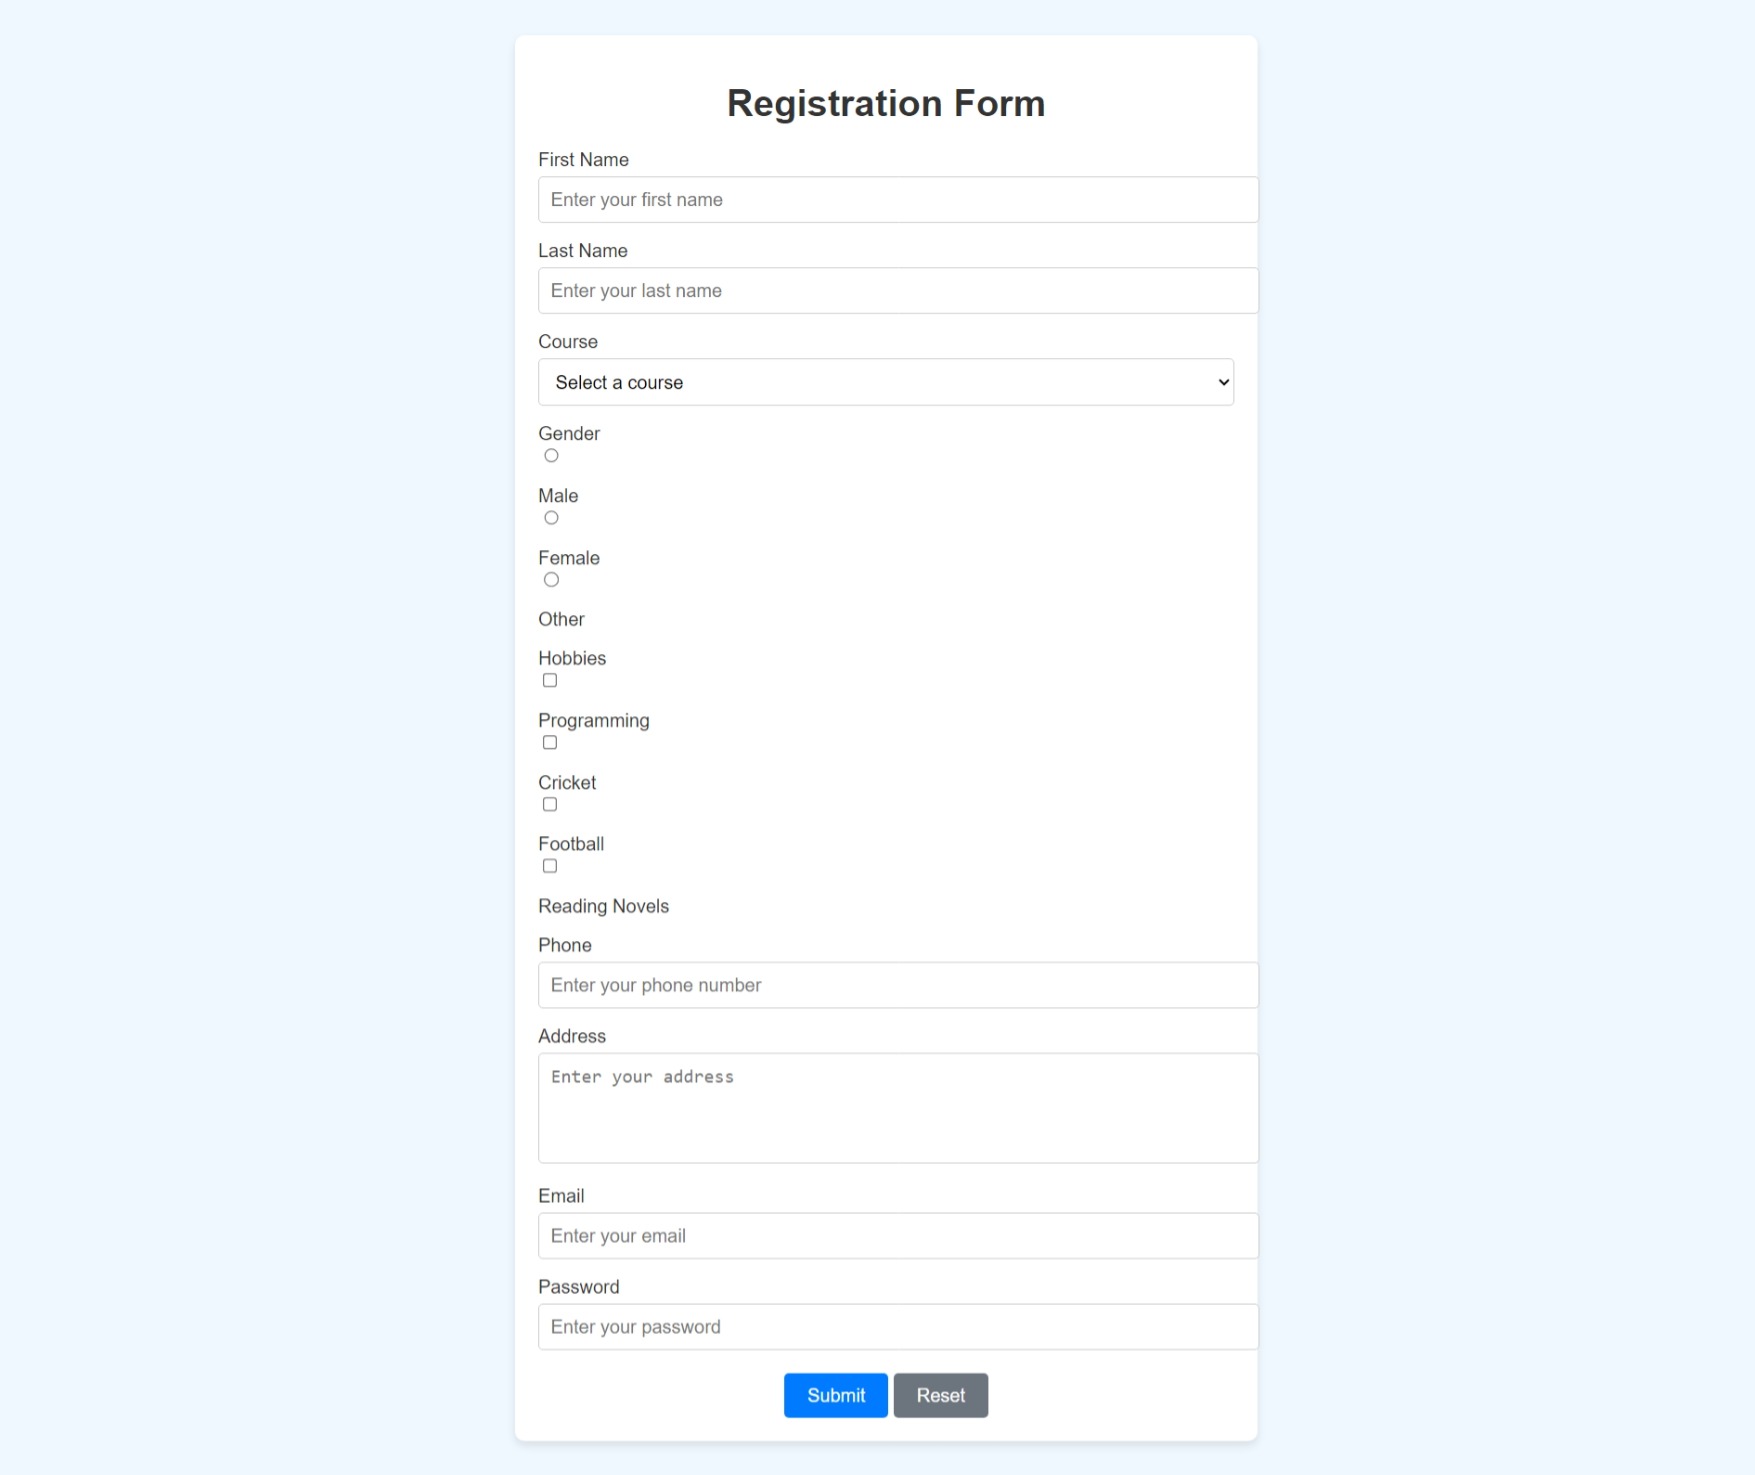 Registration Form
First Name
Enter your first name
Last Name
Enter your last name
Course
Select a course
Gender
Male
Female
Other
Hobbies
Programming
Cricket
Football
Reading Novels
Phone
Enter your phone number
Address
Enter your address
Email
Enter your email
Password
Enter your password
Submit Reset